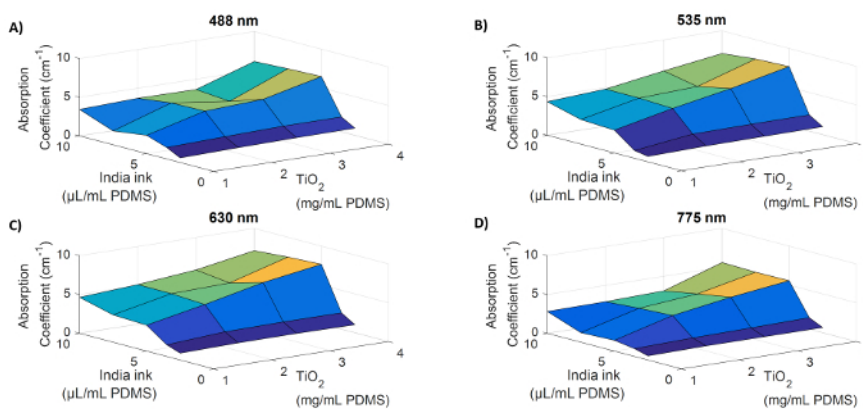 A)
488 nm
Absorption
Coefficient (cm-1)
10
5
0
10
5
0
India ink
(µL/mL PDMS)
1
2
3
4
TiO2
(mg/mL PDMS)
B)
535 nm
Absorption
Coefficient (cm-1)
10
5
0
10
5
0
India ink
(µL/mL PDMS)
1
2
3
TiO2
(mg/mL PDMS)
C)
630 nm
Absorption
Coefficient (cm-1)
10
5
0
10
5
0
India ink
(µL/mL PDMS)
1
2
3
4
TiO2
(mg/mL PDMS)
D)
775 nm
Absorption
Coefficient (cm-1)
10
5
0
10
5
0
India ink
(µL/mL PDMS)
1
2
3
TiO2
(mg/mL PDMS)